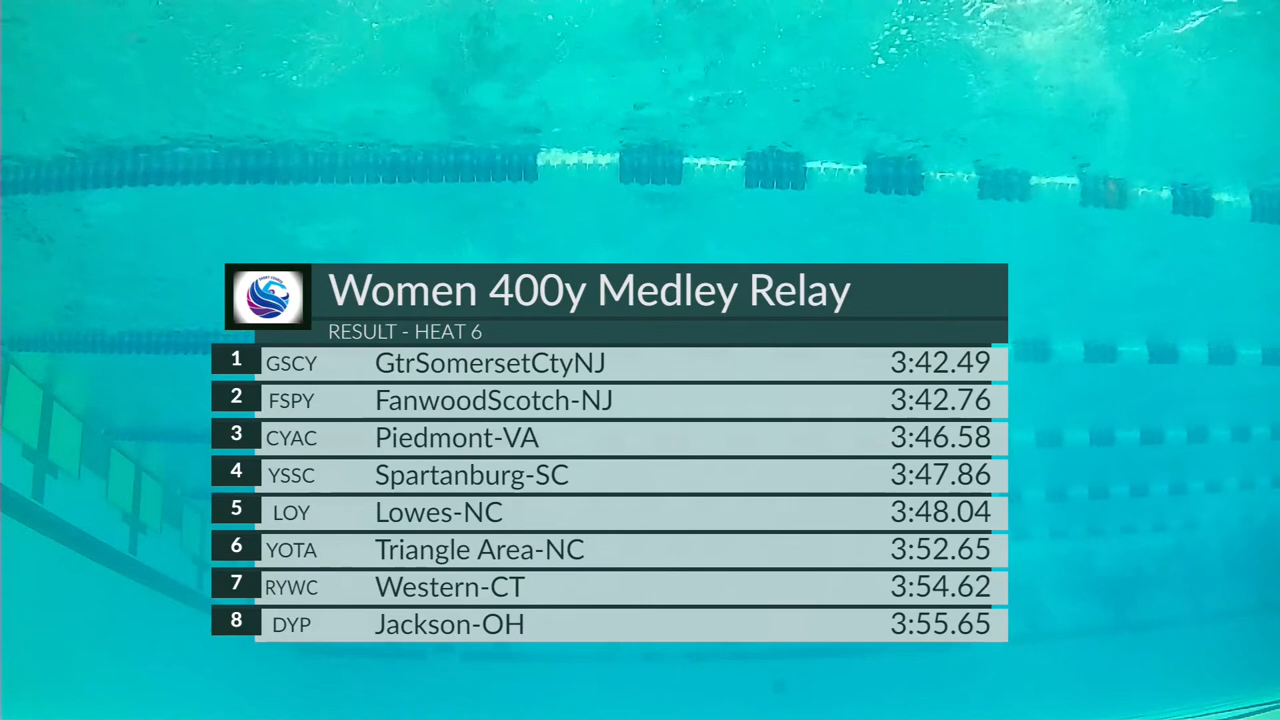 Women 400y Medley Relay
RESULT - HEAT 6
1 GSCY GtrSomersetCtyNJ 3:42.49
2 FSPY FanwoodScotch-NJ 3:42.76
3 CYAC Piedmont-VA 3:46.58
4 YSSC Spartanburg-SC 3:47.86
5 LOY Lowes-NC 3:48.04
6 YOTA Triangle Area-NC 3:52.65
7 RYWC Western-CT 3:54.62
8 DYP Jackson-OH 3:55.65